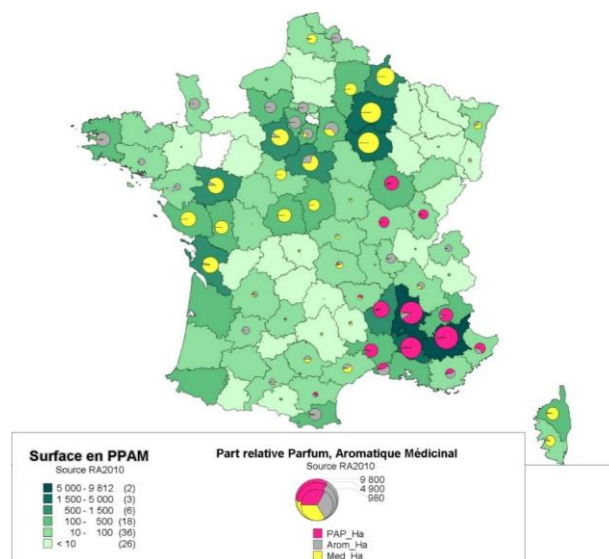 Surface en PPAM
Source RA2010
5 000 - 9 812 (2)
1 500 - 5 000 (3)
500 - 1 500 (6)
100 - 500 (18)
10 - 100 (36)
< 10 (26)
Part relative Parfum, Aromatique Médicinal
Source RA2010
9 800
4 900
980
PAP_Ha
Arom_Ha
Med_Ha